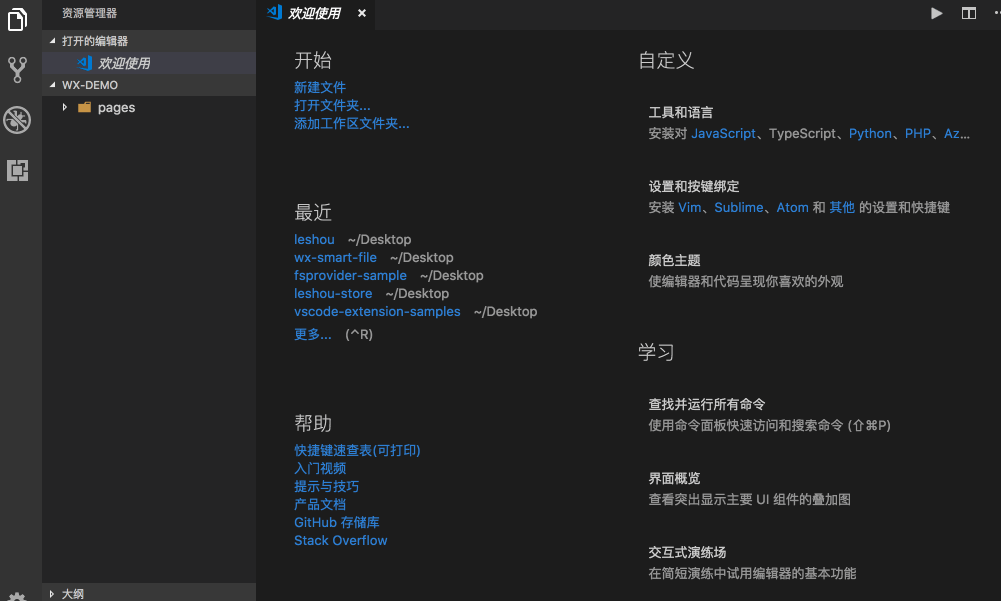 资源管理器
打开的编辑器
欢迎使用
WX-DEMO
pages
大纲
欢迎使用
开始
新建文件
打开文件夹...
添加工作区文件夹...
最近
leshou ~/Desktop
wx-smart-file ~/Desktop
fsprovider-sample ~/Desktop
leshou-store ~/Desktop
vscode-extension-samples ~/Desktop
更多... (^R)
帮助
快捷键速查表(可打印)
入门视频
提示与技巧
产品文档
GitHub 存储库
Stack Overflow
自定义
工具和语言
安装对 JavaScript、TypeScript、Python、PHP、Az...
设置和按键绑定
安装 Vim、Sublime、Atom 和 其他 的设置和快捷键
颜色主题
使编辑器和代码呈现你喜欢的外观
学习
查找并运行所有命令
使用命令面板快速访问和搜索命令 (⇧⌘P)
界面概览
查看突出显示主要 UI 组件的叠加图
交互式演练场
在简短演练中试用编辑器的基本功能